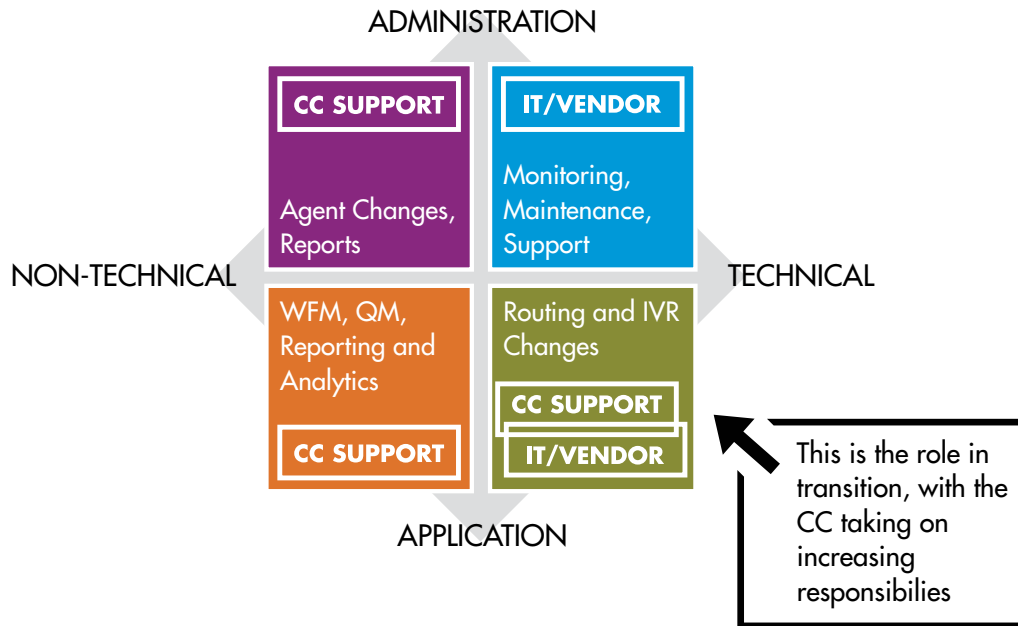 ADMINISTRATION
CC SUPPORT
Agent Changes,
Reports
IT/VENDOR
Monitoring,
Maintenance,
Support
NON-TECHNICAL
TECHNICAL
WFM, QM,
Reporting and
Analytics
CC SUPPORT
Routing and IVR
Changes
CC SUPPORT
IT/VENDOR
APPLICATION
This is the role in
transition, with the
CC taking on
increasing
responsibilies